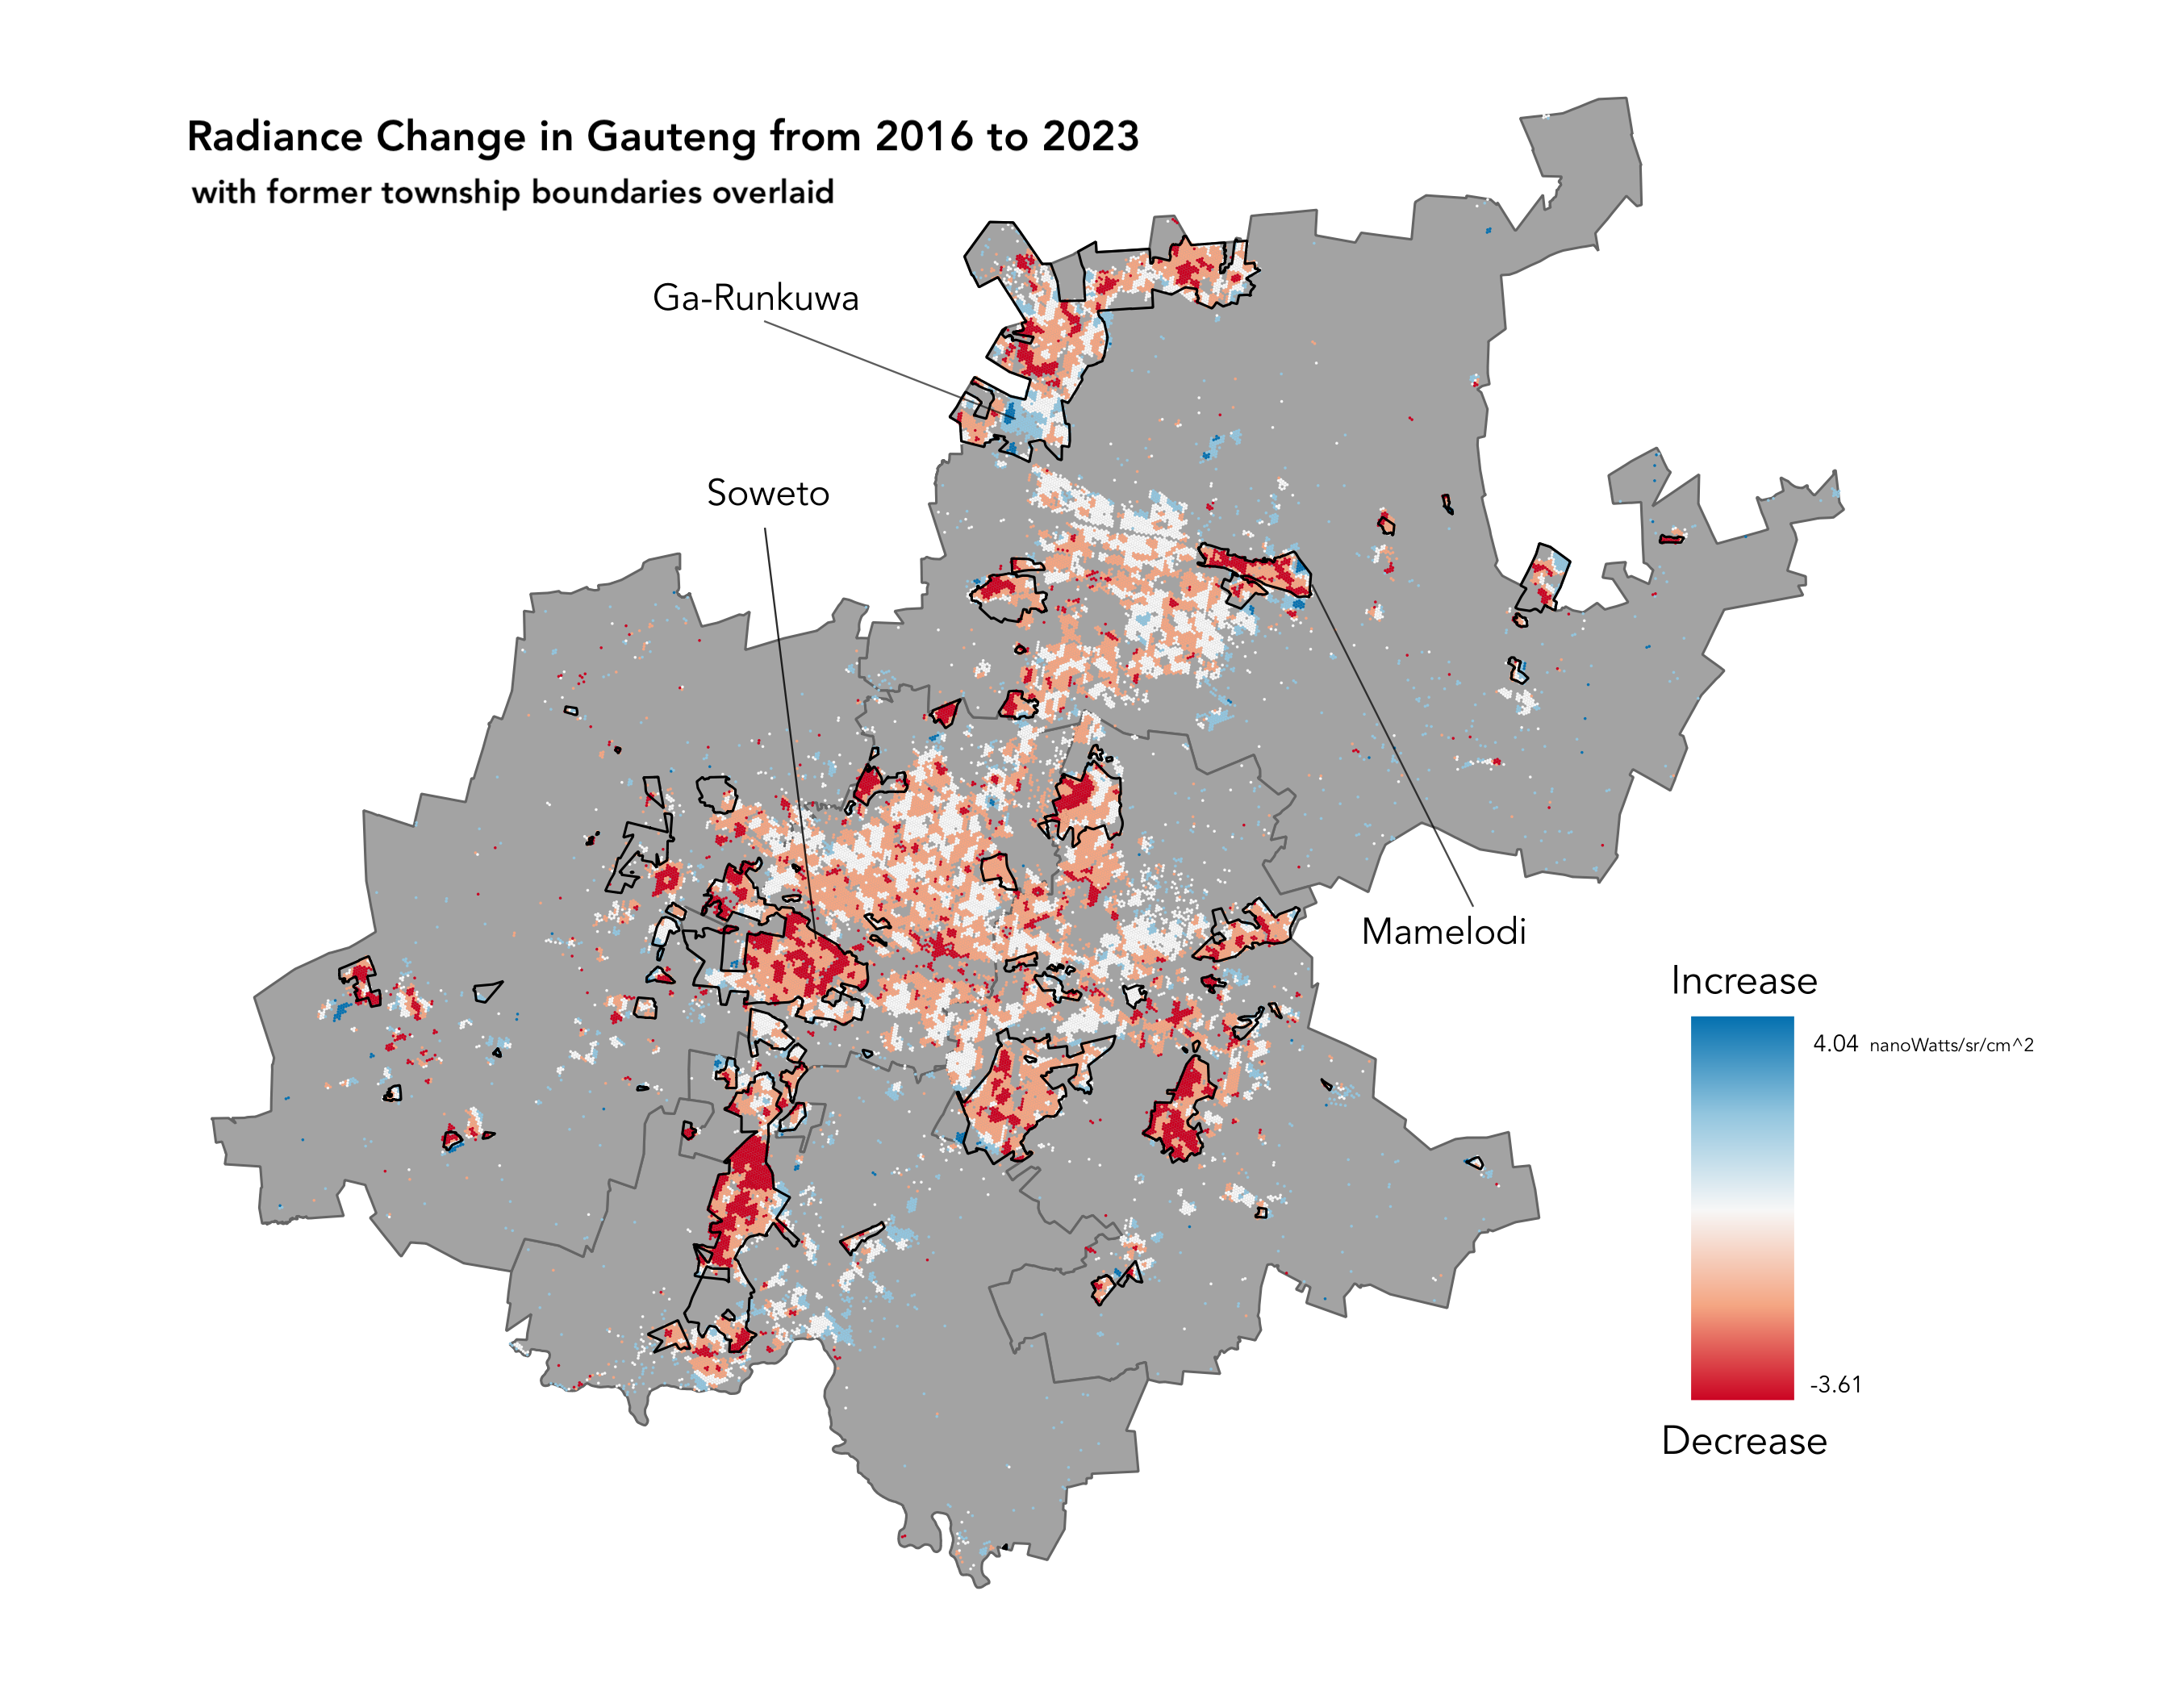 Radiance Change in Gauteng from 2016 to 2023
with former township boundaries overlaid
Ga-Runkuwa
Soweto
Mamelodi
Increase
4.04 nanoWatts/sr/cm^2
-3.61
Decrease